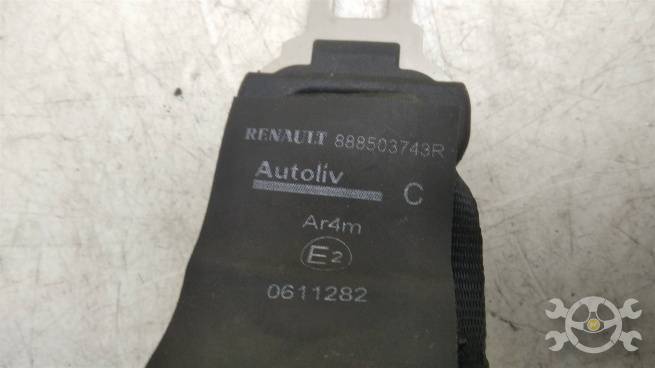 RENAULT 888503743R
Autoliv
C
Ar4m
E2
0611282